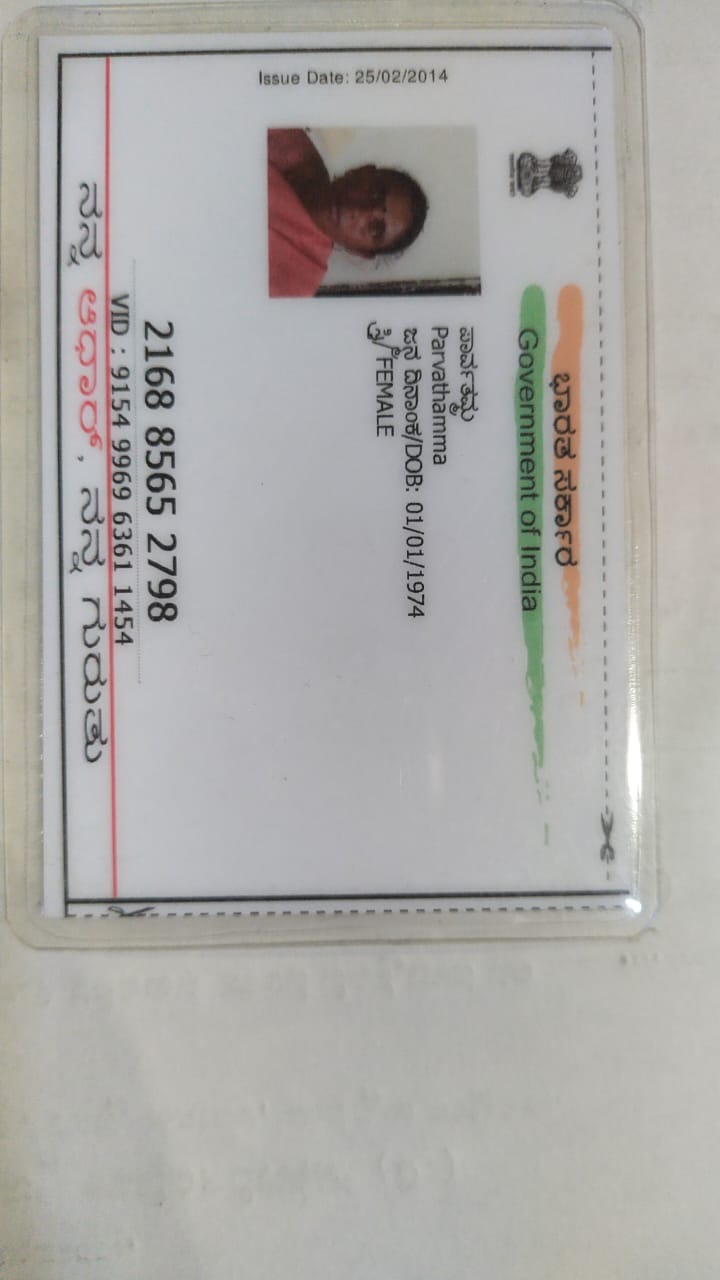 ಭಾರತ ಸರ್ಕಾರ
Government of India
Issue Date: 25/02/2014
ಪಾರ್ವತಮ್ಮ
Parvathamma
ಜನ್ಮ ದಿನಾಂಕ/DOB: 01/01/1974
ಸ್ತ್ರೀ/ FEMALE
2168 8565 2798
VID : 9154 9969 6361 1454
ನನ್ನ ಆಧಾರ್, ನನ್ನ ಗುರುತು